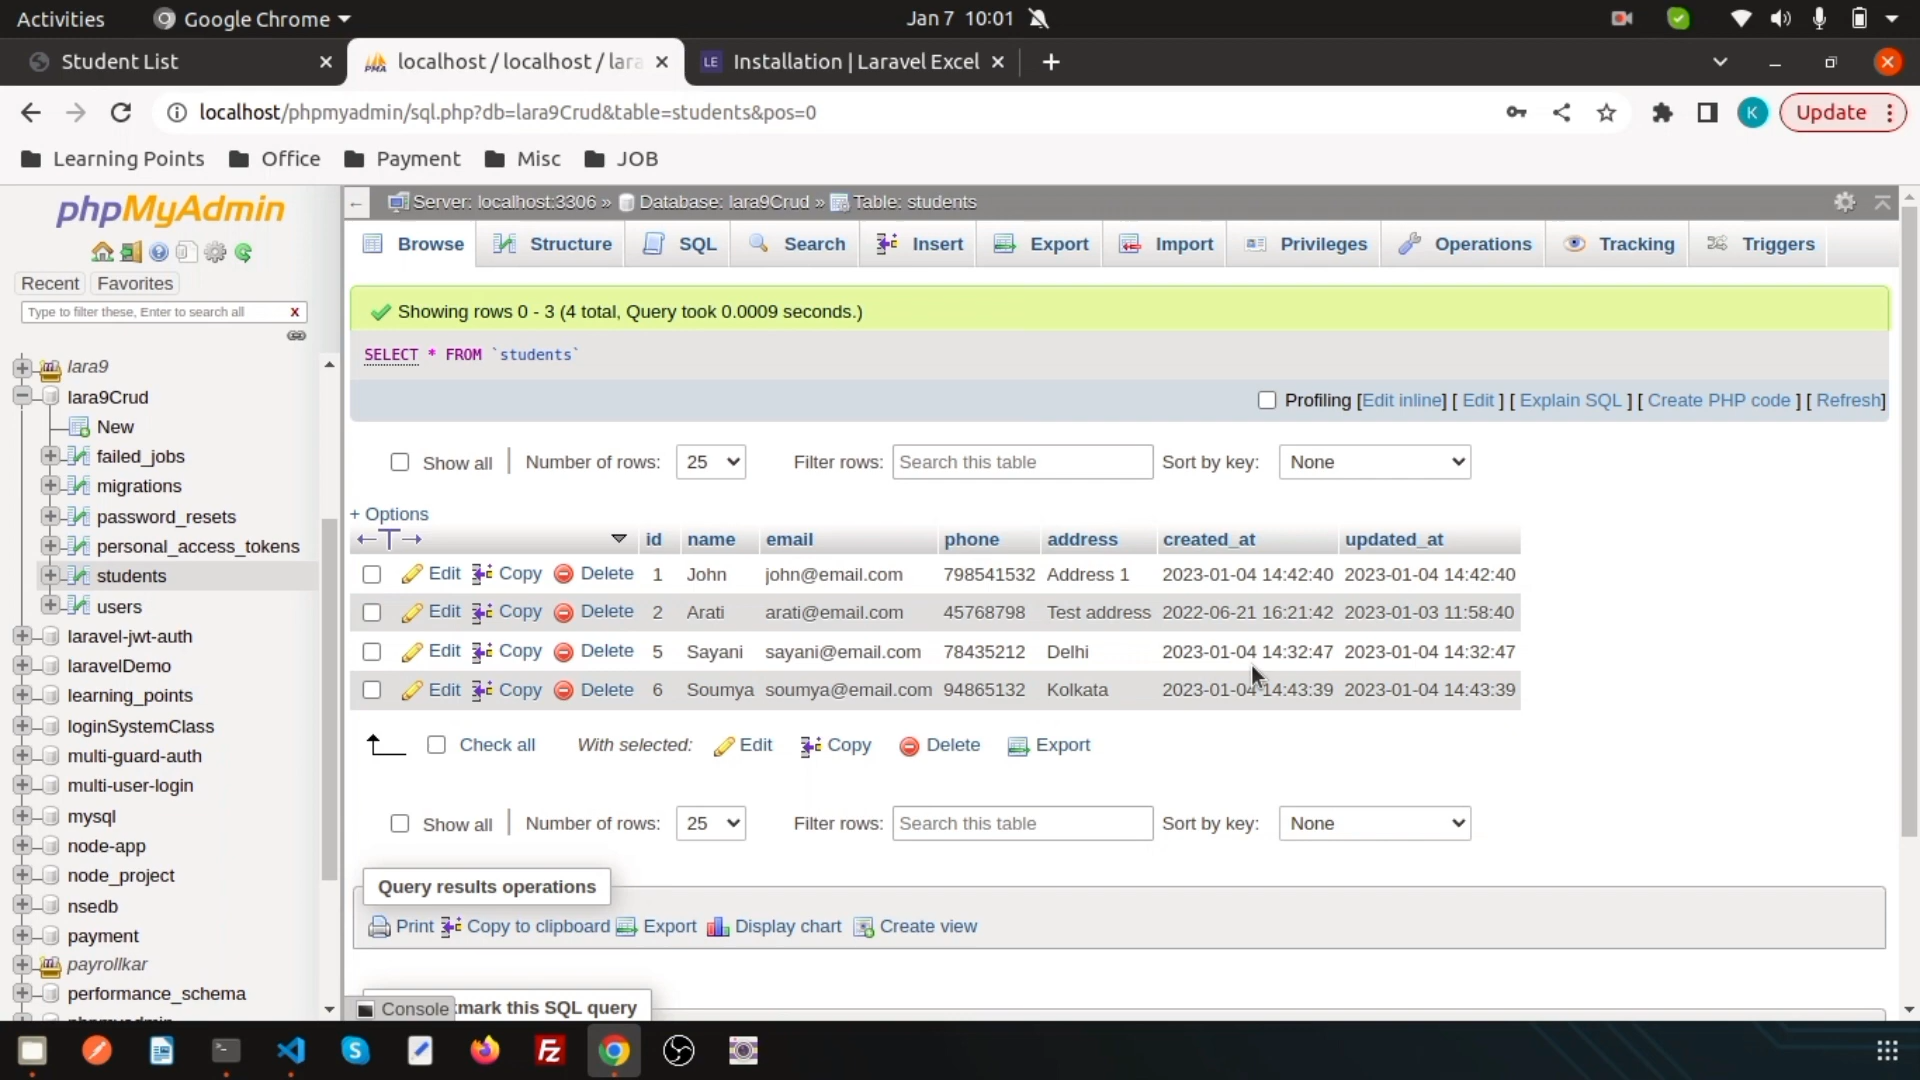 Activities Google Chrome Jan 7 10:01
Student List localhost / localhost / lara Installation | Laravel Excel
localhost/phpmyadmin/sql.php?db=lara9Crud&table=students&pos=0 K Update
Learning Points Office Payment Misc JOB
phpMyAdmin
Recent Favorites
Type to filter these, Enter to search all X
lara9
lara9Crud
New
failed_jobs
migrations
password_resets
personal_access_tokens
students
users
laravel-jwt-auth
laravelDemo
learning_points
loginSystemClass
multi-guard-auth
multi-user-login
mysql
node-app
node_project
nsedb
payment
payrollkar
performance_schema
Server: localhost:3306 » Database: lara9Crud » Table: students
Browse Structure SQL Search Insert Export Import Privileges Operations Tracking Triggers
Showing rows 0 - 3 (4 total, Query took 0.0009 seconds.)
SELECT * FROM `students`
Profiling [Edit inline] [ Edit ] [ Explain SQL ] [ Create PHP code ] [ Refresh]
Show all Number of rows: 25 Filter rows: Search this table Sort by key: None
+ Options
id name email phone address created_at updated_at
Edit Copy Delete 1 John john@email.com 798541532 Address 1 2023-01-04 14:42:40 2023-01-04 14:42:40
Edit Copy Delete 2 Arati arati@email.com 45768798 Test address 2022-06-21 16:21:42 2023-01-03 11:58:40
Edit Copy Delete 5 Sayani sayani@email.com 78435212 Delhi 2023-01-04 14:32:47 2023-01-04 14:32:47
Edit Copy Delete 6 Soumya soumya@email.com 94865132 Kolkata 2023-01-04 14:43:39 2023-01-04 14:43:39
Check all With selected: Edit Copy Delete Export
Show all Number of rows: 25 Filter rows: Search this table Sort by key: None
Query results operations
Print Copy to clipboard Export Display chart Create view
Console kmark this SQL query